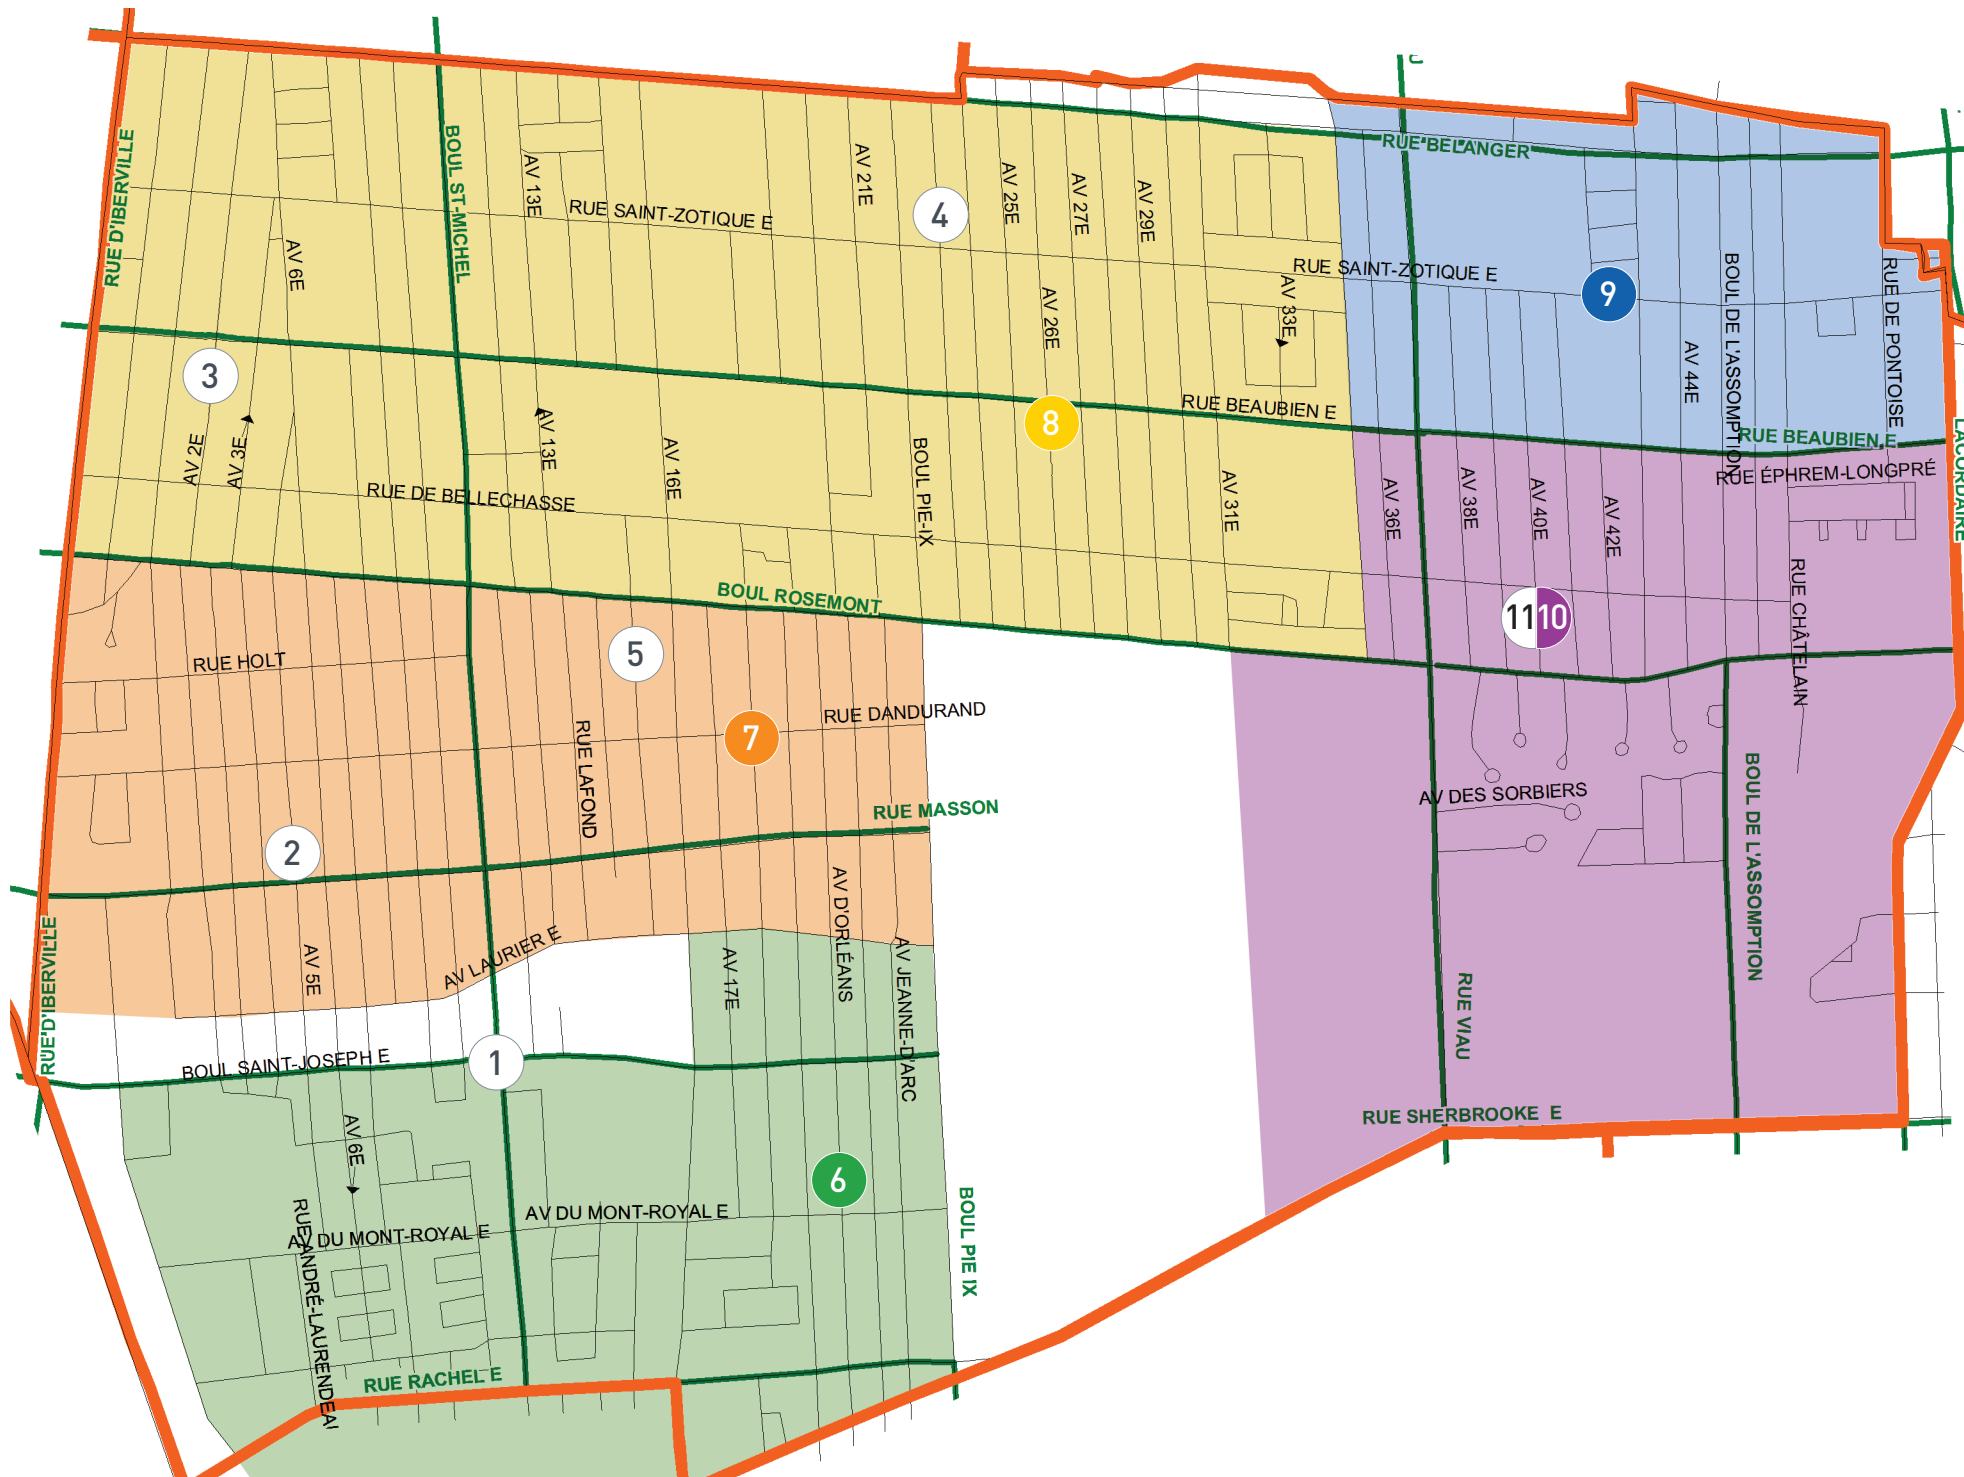 RUE D'IBERVILLE
BOUL ST-MICHEL
AV 13E
RUE SAINT-ZOTIQUE E
AV 21E
4
AV 25E
AV 27E
AV 29E
RUE BÉLANGER
AV 6E
AV 26E
AV 33E
RUE SAINT-ZOTIQUE E
9
BOUL DE L'ASSOMPTION
RUE DE PONTOISE
AV 44E
3
AV 2E
AV 3E
AV 13E
AV 16E
8
RUE BEAUBIEN E
RUE BEAUBIEN E
LACORDAIRE
RUE DE BELLECHASSE
BOUL PIE-IX
AV 31E
AV 36E
AV 38E
AV 40E
AV 42E
RUE ÉPHREM-LONGPRÉ
RUE CHÂTELAIN
BOUL ROSEMONT
11
10
RUE HOLT
5
RUE LAFOND
7
RUE DANDURAND
RUE MASSON
AV DES SORBIERS
BOUL DE L'ASSOMPTION
2
RUE D'IBERVILLE
AV 5E
AV LAURIER E
AV 17E
AV D'ORLÉANS
AV JEANNE-D'ARC
RUE VIAU
BOUL SAINT-JOSEPH E
1
AV 6E
6
RUE SHERBROOKE E
AV DU MONT-ROYAL E
AV DU MONT-ROYAL E
RUE ANDRÉ-LAURENDEAU
BOUL PIE IX
RUE RACHEL E